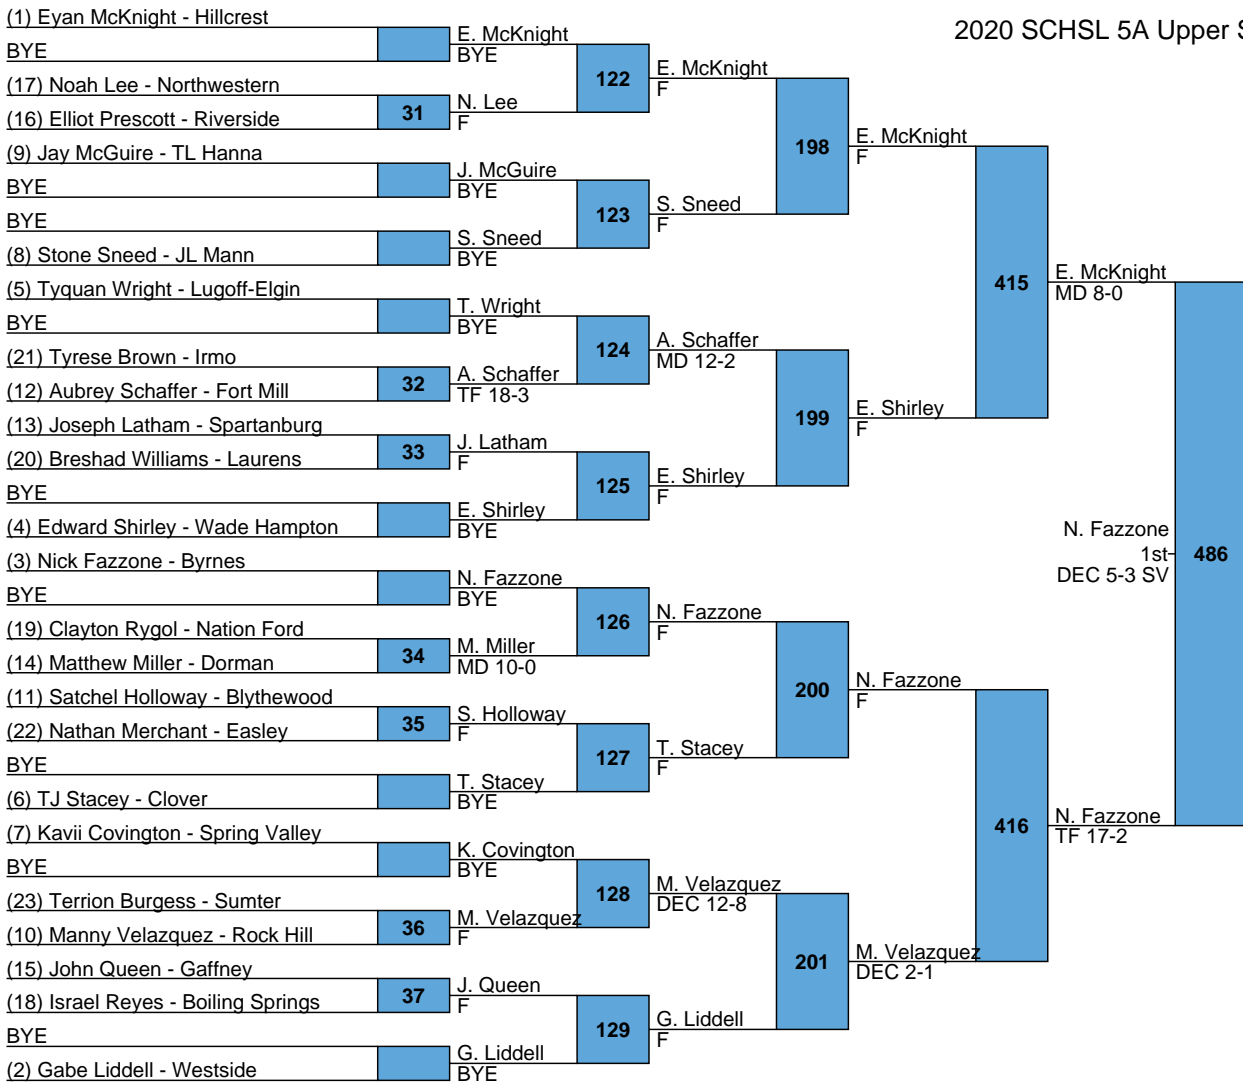 2020 SCHSL 5A Upper S
(1) Eyan McKnight - Hillcrest
BYE
(17) Noah Lee - Northwestern
(16) Elliot Prescott - Riverside
(9) Jay McGuire - TL Hanna
BYE
BYE
(8) Stone Sneed - JL Mann
(5) Tyquan Wright - Lugoff-Elgin
BYE
(21) Tyrese Brown - Irmo
(12) Aubrey Schaffer - Fort Mill
(13) Joseph Latham - Spartanburg
(20) Breshad Williams - Laurens
BYE
(4) Edward Shirley - Wade Hampton
(3) Nick Fazzone - Byrnes
BYE
(19) Clayton Rygol - Nation Ford
(14) Matthew Miller - Dorman
(11) Satchel Holloway - Blythewood
(22) Nathan Merchant - Easley
BYE
(6) TJ Stacey - Clover
(7) Kavii Covington - Spring Valley
BYE
(23) Terrion Burgess - Sumter
(10) Manny Velazquez - Rock Hill
(15) John Queen - Gaffney
(18) Israel Reyes - Boiling Springs
BYE
(2) Gabe Liddell - Westside
31
32
33
34
35
36
37
E. McKnight
BYE
N. Lee
F
J. McGuire
BYE
S. Sneed
BYE
T. Wright
BYE
A. Schaffer
TF 18-3
J. Latham
F
E. Shirley
BYE
N. Fazzone
BYE
M. Miller
MD 10-0
S. Holloway
F
T. Stacey
BYE
K. Covington
BYE
M. Velazquez
F
J. Queen
F
G. Liddell
BYE
122
123
124
125
126
127
128
129
E. McKnight
F
S. Sneed
F
A. Schaffer
MD 12-2
E. Shirley
F
N. Fazzone
F
T. Stacey
F
M. Velazquez
DEC 12-8
G. Liddell
F
198
199
200
201
E. McKnight
F
E. Shirley
F
N. Fazzone
F
M. Velazquez
DEC 2-1
415
416
E. McKnight
MD 8-0
N. Fazzone
TF 17-2
N. Fazzone
1st
DEC 5-3 SV
486